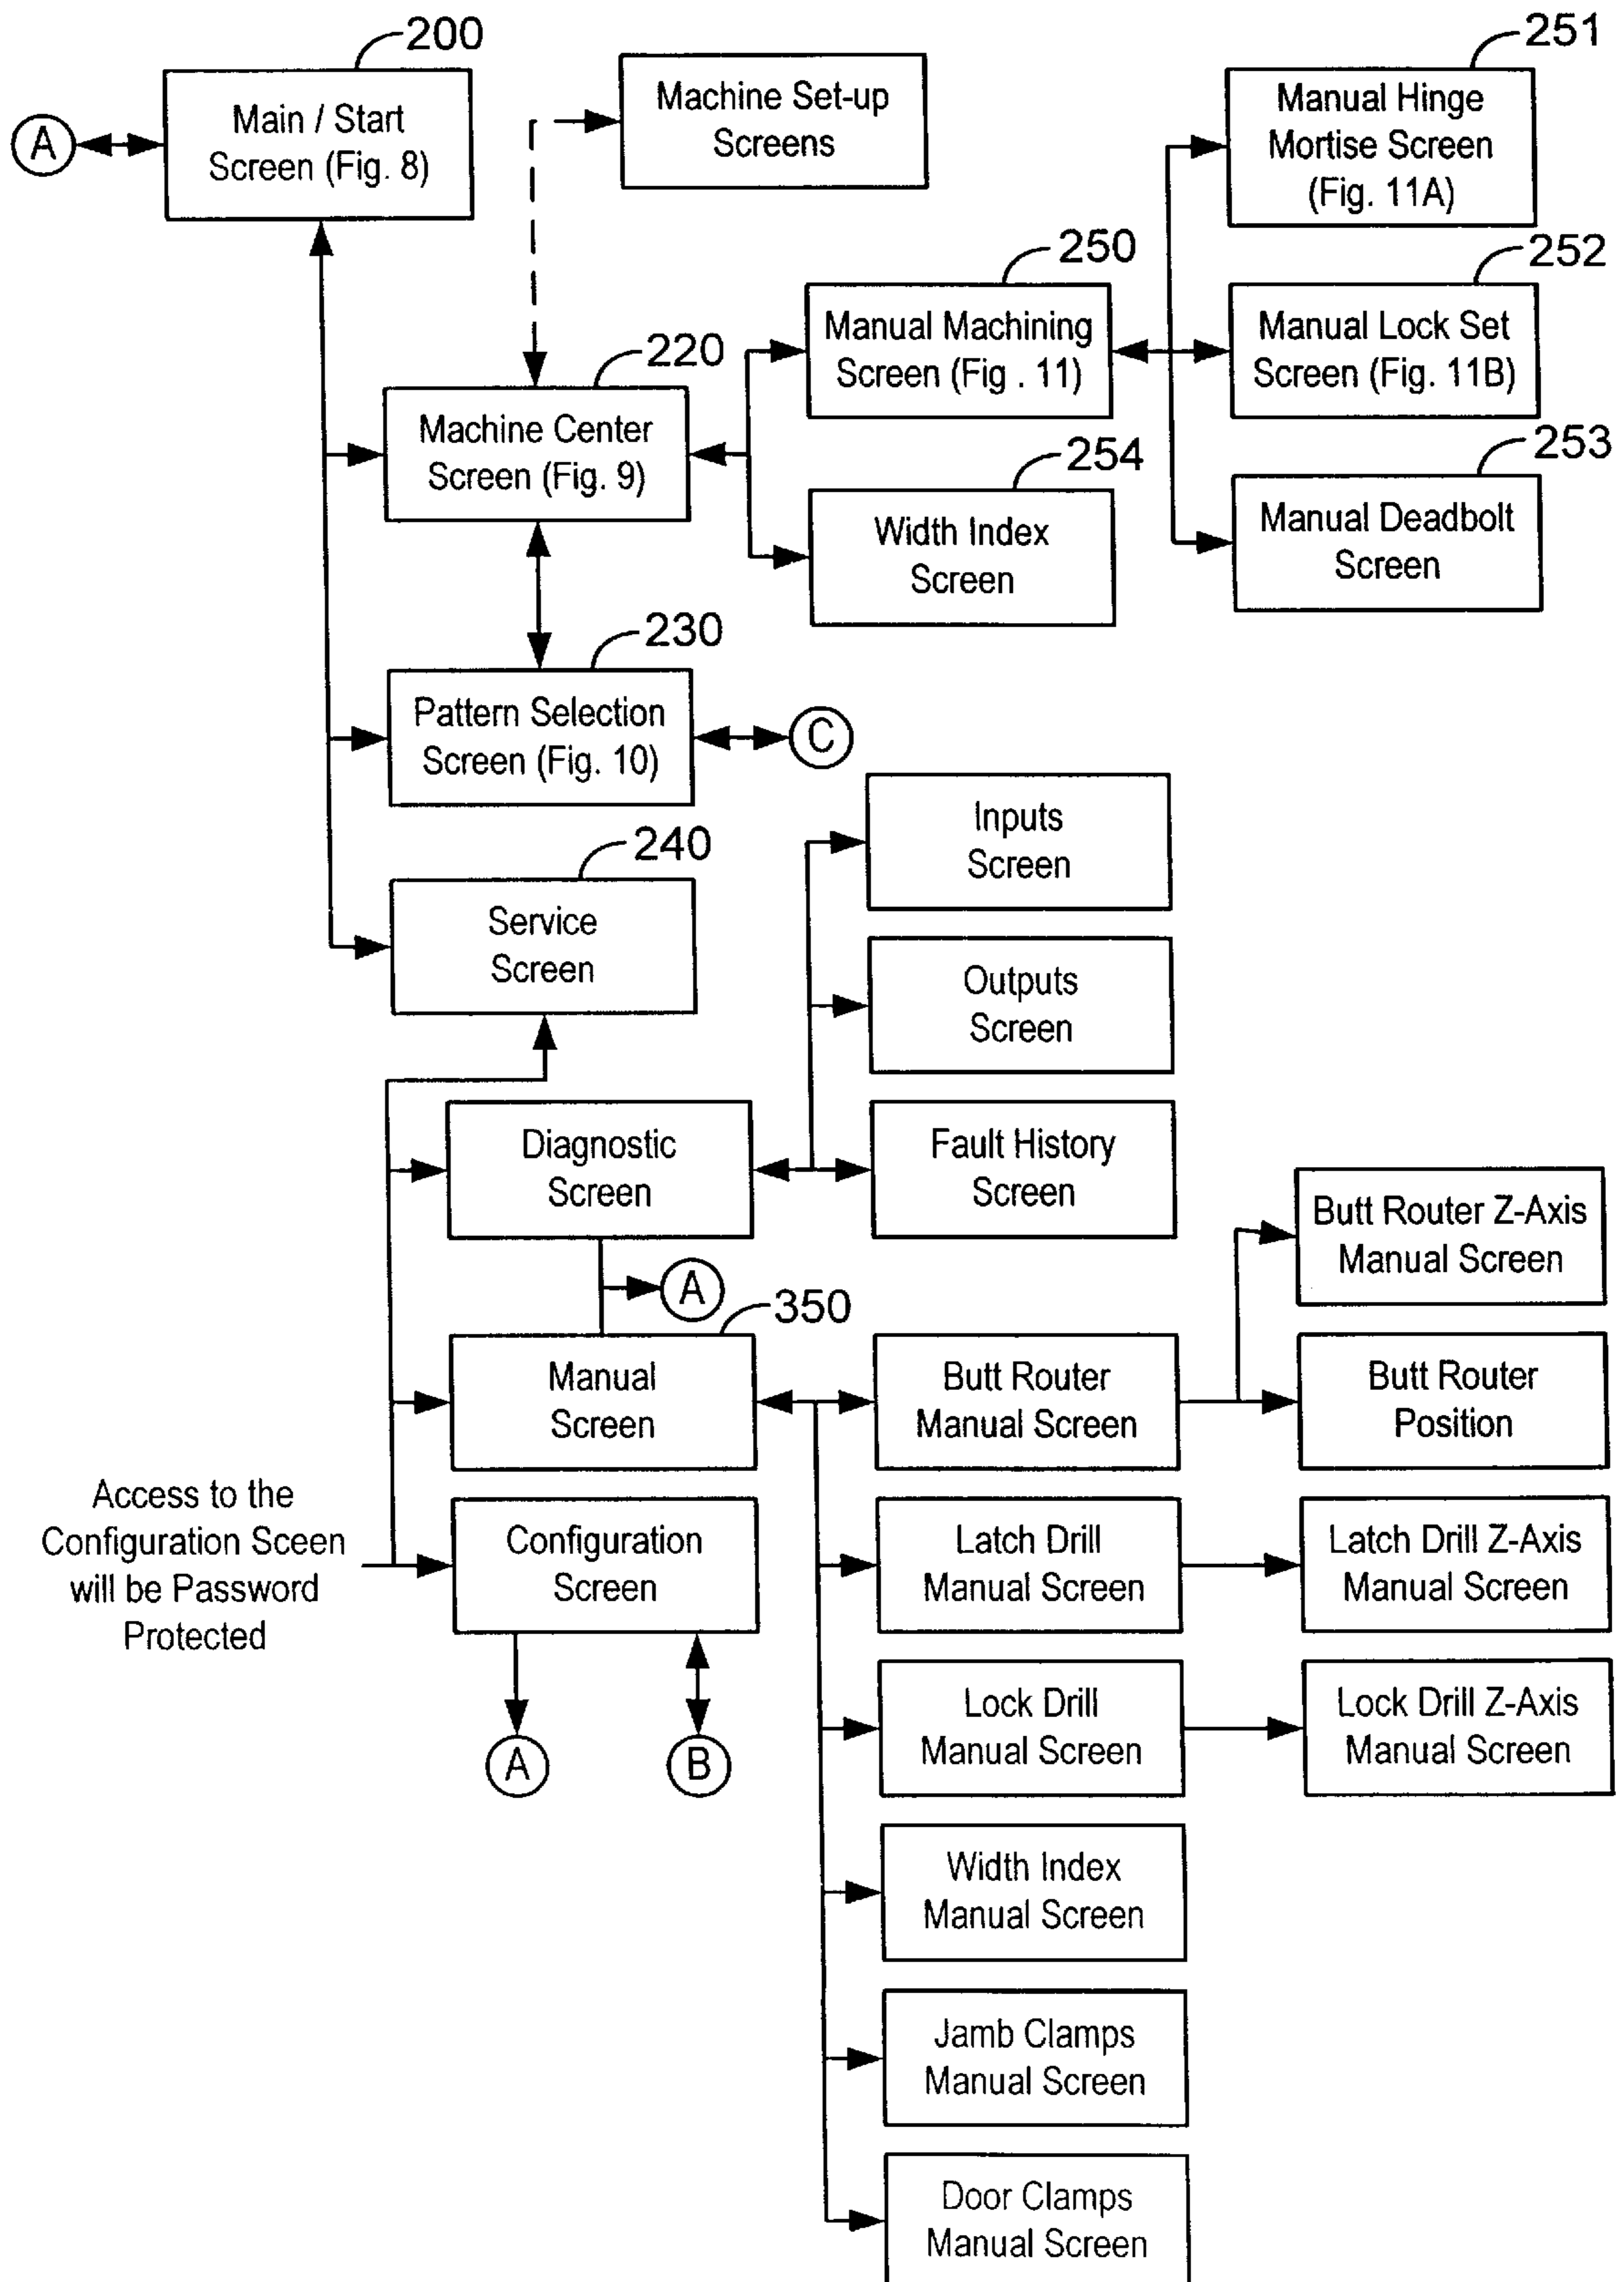 200
A
Main / Start
Screen (Fig. 8)
Machine Set-up
Screens
251
Manual Hinge
Mortise Screen
(Fig. 11A)
250
Manual Machining
Screen (Fig . 11)
252
Manual Lock Set
Screen (Fig. 11B)
220
Machine Center
Screen (Fig. 9)
254
Width Index
Screen
253
Manual Deadbolt
Screen
230
Pattern Selection
Screen (Fig. 10)
C
240
Service
Screen
Inputs
Screen
Outputs
Screen
Diagnostic
Screen
Fault History
Screen
A
350
Manual
Screen
Butt Router
Manual Screen
Butt Router Z-Axis
Manual Screen
Butt Router
Position
Access to the
Configuration Sceen
will be Password
Protected
Configuration
Screen
Latch Drill
Manual Screen
Latch Drill Z-Axis
Manual Screen
A
B
Lock Drill
Manual Screen
Lock Drill Z-Axis
Manual Screen
Width Index
Manual Screen
Jamb Clamps
Manual Screen
Door Clamps
Manual Screen